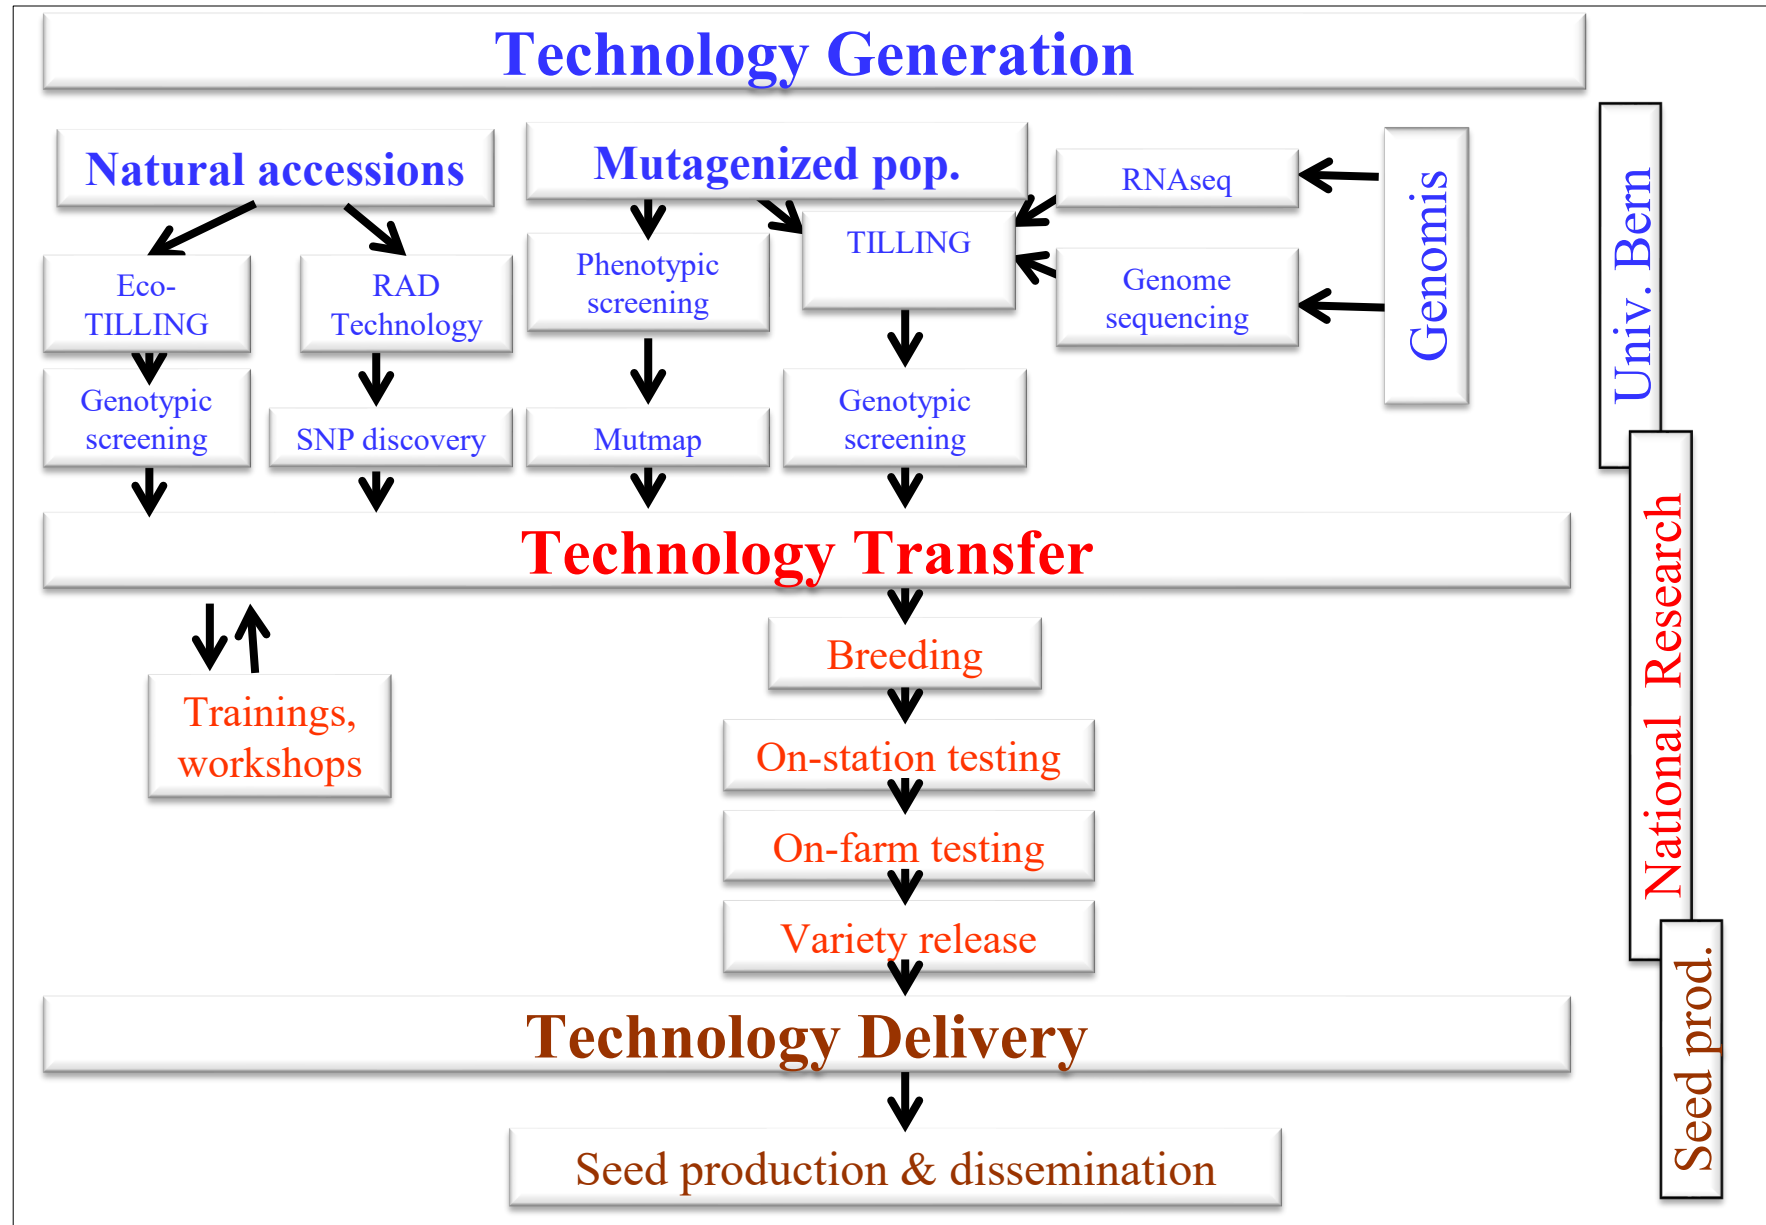 Technology Generation
Natural accessions
Mutagenized pop.
RNAseq
Genomis
Univ. Bern
TILLING
Phenotypic
screening
Eco-
TILLING
RAD
Technology
Genome
sequencing
Genotypic
screening
SNP discovery
Mutmap
Genotypic
screening
Technology Transfer
National Research
Breeding
Trainings,
workshops
On-station testing
On-farm testing
Variety release
Seed prod.
Technology Delivery
Seed production & dissemination